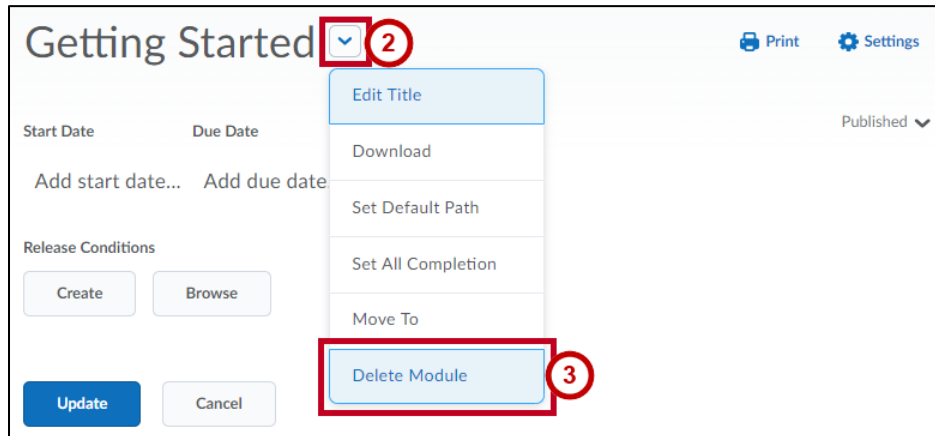 Getting Started 2
Print Settings
Edit Title
Start Date Due Date
Published
Download
Add start date... Add due date.
Set Default Path
Release Conditions
Set All Completion
Create Browse
Move To
Delete Module 3
Update Cancel